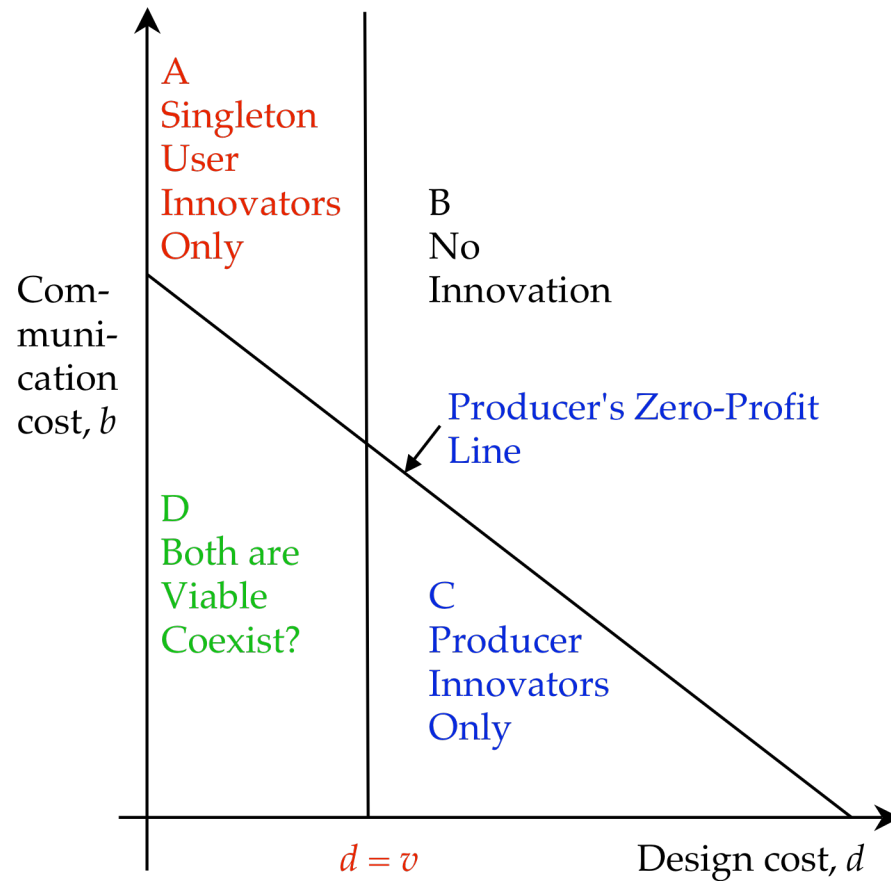 A
Singleton
User
Innovators
Only
B
No
Innovation
Com-
muni-
cation
cost, b
Producer's Zero-Profit
Line
D
Both are
Viable
Coexist?
C
Producer
Innovators
Only
d = v
Design cost, d